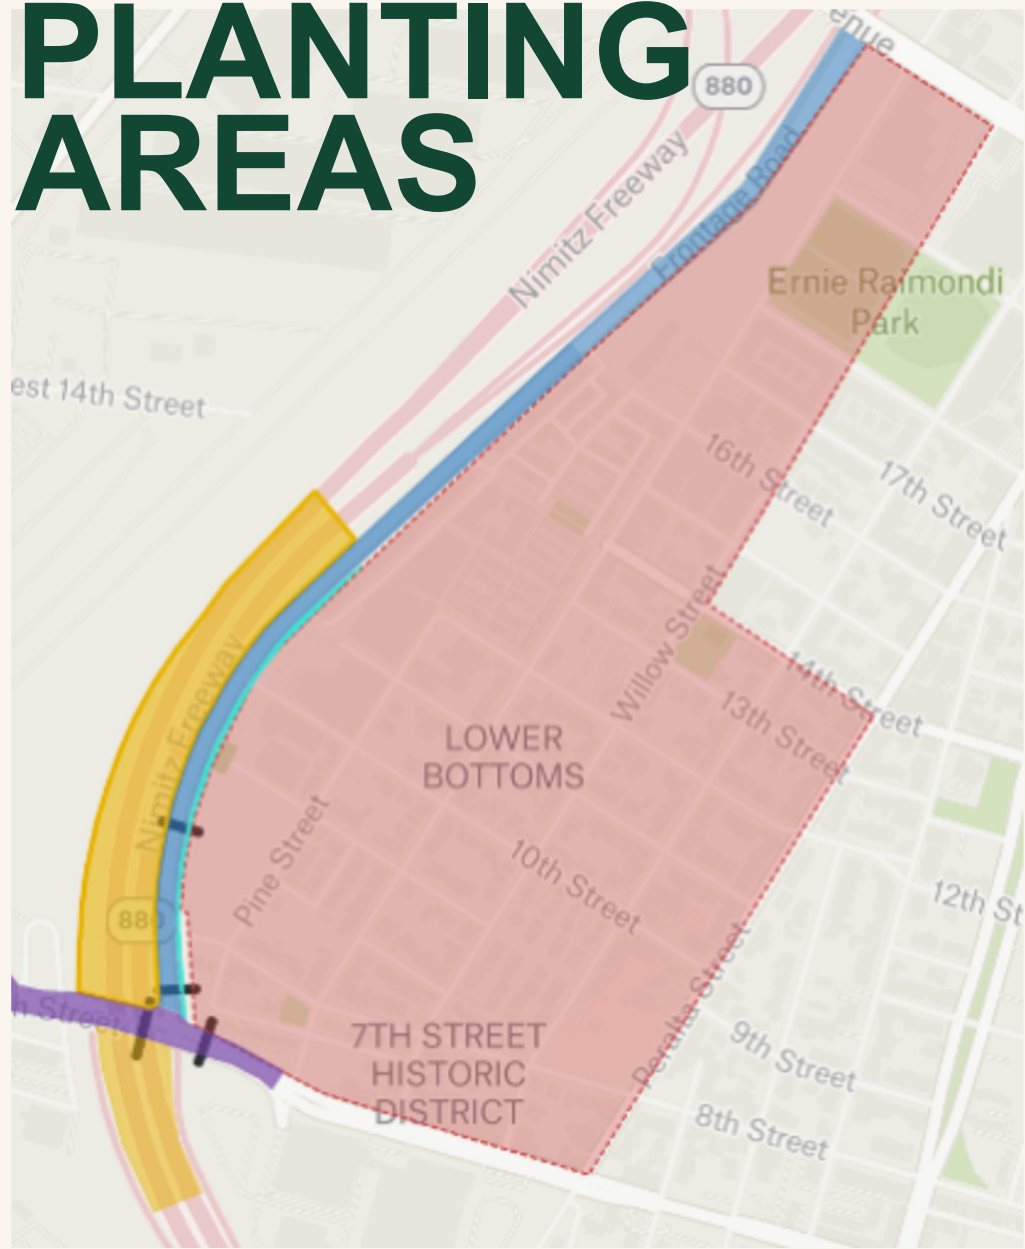 PLANTING
AREAS
enue
880
Nimitz Freeway
Frontage Road
Ernie Raimondi
Park
est 14th Street
16th Street
17th Street
Willow Street
14th Street
13th Street
Nimitz Freeway
LOWER
BOTTOMS
Pine Street
10th Street
12th St
880
h Street
Peralta Street
7TH STREET
HISTORIC
DISTRICT
9th Street
8th Street